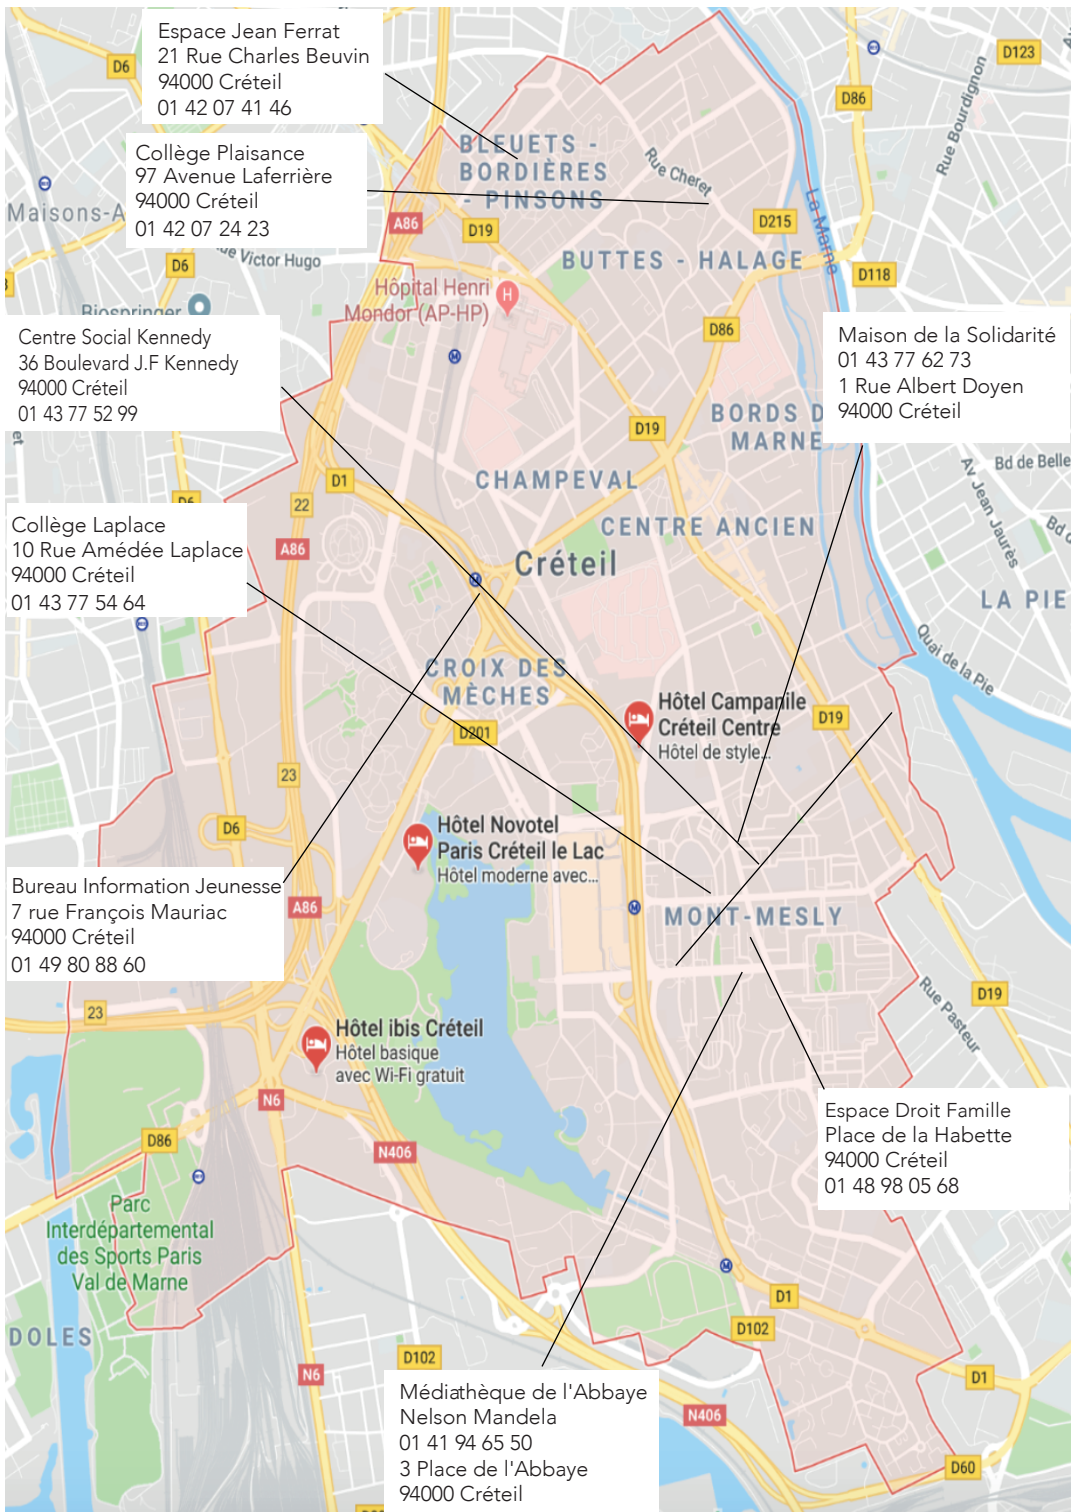 Espace Jean Ferrat
21 Rue Charles Beuvin
94000 Créteil
01 42 07 41 46
D6
D123
D86
Rue Bourdignon
BLEUETS -
BORDIÈRES
- PINSONS
Rue Cheret
Collège Plaisance
97 Avenue Laferrière
94000 Créteil
01 42 07 24 23
Maisons-A
A86
D19
D215
La Marne
D6
Victor Hugo
BUTTES - HALAGE
D118
Hôpital Henri
Mondor (AP-HP)
H
Biospringer
D86
Centre Social Kennedy
36 Boulevard J.F Kennedy
94000 Créteil
01 43 77 52 99
Maison de la Solidarité
01 43 77 62 73
1 Rue Albert Doyen
94000 Créteil
BORDS D
MARNE
D19
D1
CHAMPEVAL
22
D6
CENTRE ANCIEN
Av Jean Jaurès
Bd de Belle
Bd d
Collège Laplace
10 Rue Amédée Laplace
94000 Créteil
01 43 77 54 64
A86
Créteil
LA PIE
Quai de la Pie
CROIX DES
MÈCHES
D201
Hôtel Campanile
Créteil Centre
Hôtel de style...
D19
23
D6
Hôtel Novotel
Paris Créteil le Lac
Hôtel moderne avec...
Bureau Information Jeunesse
7 rue François Mauriac
94000 Créteil
01 49 80 88 60
A86
MONT-MESLY
23
D19
Rue Pasteur
Hôtel ibis Créteil
Hôtel basique
avec Wi-Fi gratuit
N6
D86
N406
Espace Droit Famille
Place de la Habette
94000 Créteil
01 48 98 05 68
Parc
Interdépartemental
des Sports Paris
Val de Marne
DOLES
D1
D102
D102
N6
D1
Médiathèque de l'Abbaye
Nelson Mandela
01 41 94 65 50
3 Place de l'Abbaye
94000 Créteil
N406
D60